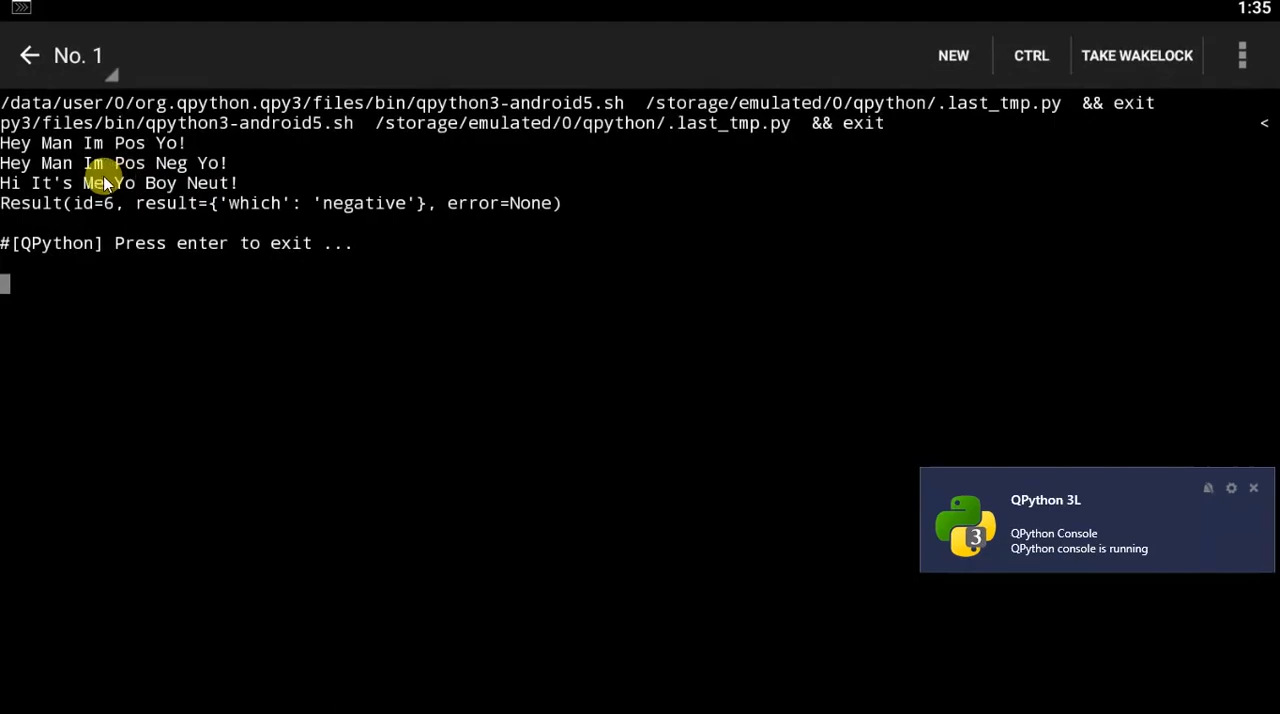 1:35
No. 1
NEW
CTRL
TAKE WAKELOCK
/data/user/0/org.qpython.qpy3/files/bin/qpython3-android5.sh  /storage/emulated/0/qpython/.last_tmp.py  && exit
py3/files/bin/qpython3-android5.sh  /storage/emulated/0/qpython/.last_tmp.py  && exit <
Hey Man Im Pos Yo!
Hey Man Im Pos Neg Yo!
Hi It's Me Yo Boy Neut!
Result(id=6, result={'which': 'negative'}, error=None)
#[QPython] Press enter to exit ...
QPython 3L
3
QPython Console
QPython console is running